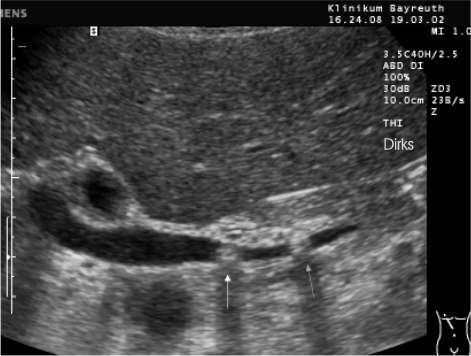 ENS
Klinikum Bayreuth
16.24.08 19.03.02
MI 1.0
S
3.5C40H/2.5
ABD DI
100%
30dB ZD3
10.0cm 23B/s
Z
THI
Dirks